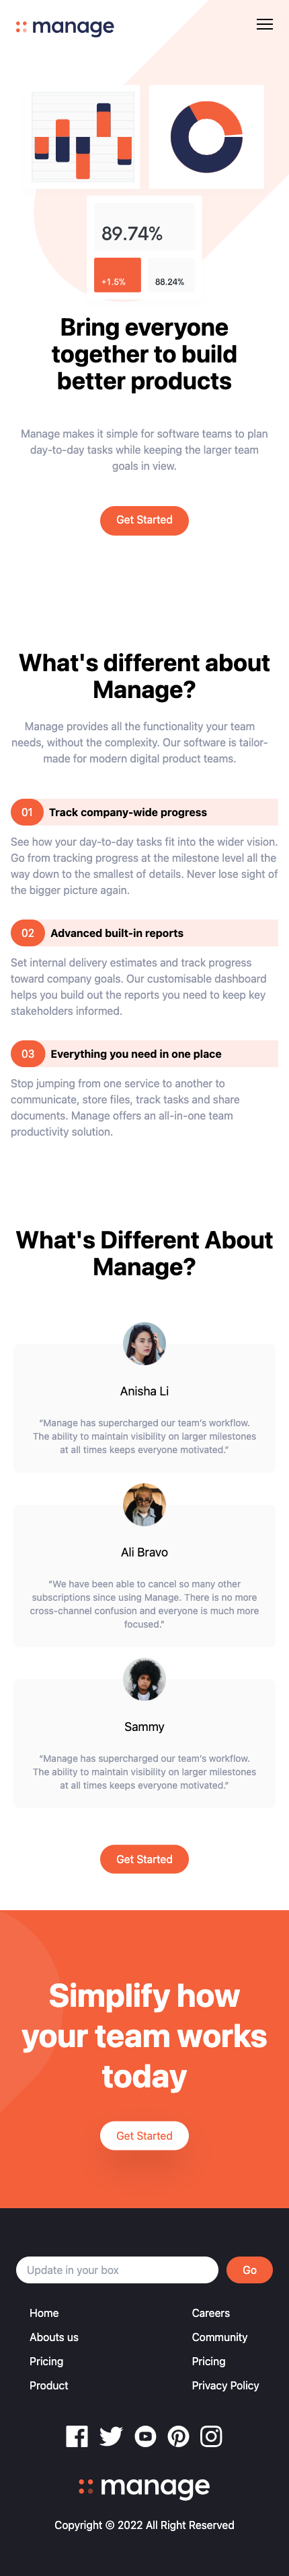 manage
89.74%
+1.5%
88.24%
Bring everyone
together to build
better products
Manage makes it simple for software teams to plan
day-to-day tasks while keeping the larger team
goals in view.
Get Started
What's different about
Manage?
Manage provides all the functionality your team
needs, without the complexity. Our software is tailor-
made for modern digital product teams.
01 Track company-wide progress
See how your day-to-day tasks fit into the wider vision.
Go from tracking progress at the milestone level all the
way down to the smallest of details. Never lose sight of
the bigger picture again.
02 Advanced built-in reports
Set internal delivery estimates and track progress
toward company goals. Our customisable dashboard
helps you build out the reports you need to keep key
stakeholders informed.
03 Everything you need in one place
Stop jumping from one service to another to
communicate, store files, track tasks and share
documents. Manage offers an all-in-one team
productivity solution.
What's Different About
Manage?
Anisha Li
“Manage has supercharged our team’s workflow.
The ability to maintain visibility on larger milestones
at all times keeps everyone motivated.”
Ali Bravo
“We have been able to cancel so many other
subscriptions since using Manage. There is no more
cross-channel confusion and everyone is much more
focused.”
Sammy
“Manage has supercharged our team’s workflow.
The ability to maintain visibility on larger milestones
at all times keeps everyone motivated.”
Get Started
Simplify how
your team works
today
Get Started
Update in your box
Go
Home
Careers
Abouts us
Community
Pricing
Pricing
Product
Privacy Policy
manage
Copyright © 2022 All Right Reserved